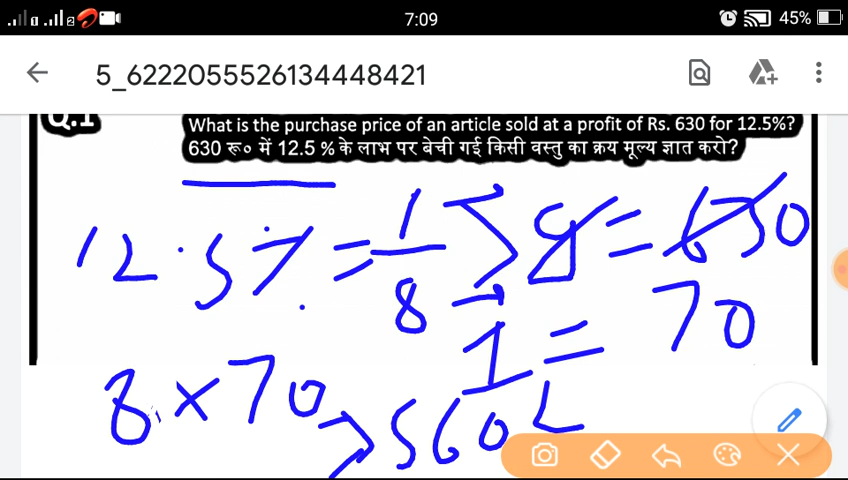 7:09
45%
5_6222055526134448421
Q.1
What is the purchase price of an article sold at a profit of Rs. 630 for 12.5%?
630 रू० में 12.5 % के लाभ पर बेची गई किसी वस्तु का क्रय मूल्य ज्ञात करो?
12.5% = 1/8 > 9 = 630
1 = 70
8 × 70
560